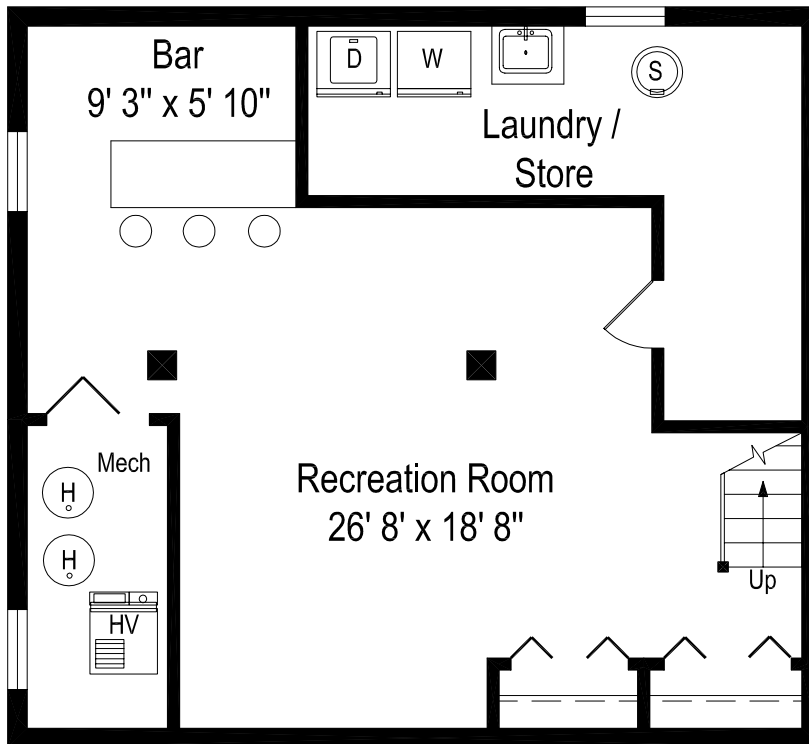 Bar
9' 3" x 5' 10"
D
W
S
Laundry /
Store
Mech
H
H
HV
Recreation Room
26' 8' x 18' 8"
Up